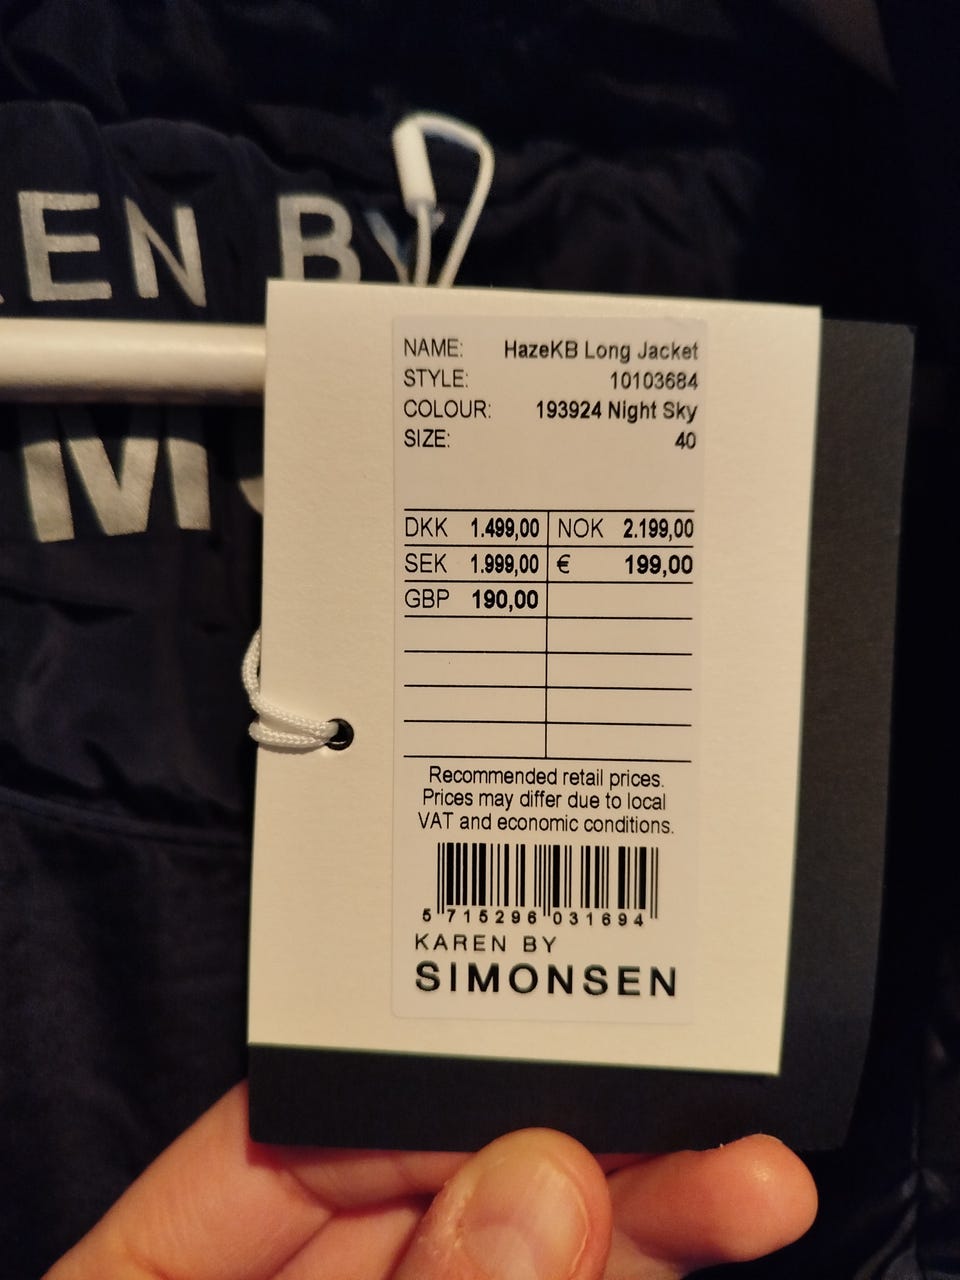 EN BY
M
NAME: HazeKB Long Jacket
STYLE: 10103684
COLOUR: 193924 Night Sky
SIZE: 40
DKK 1.499,00 NOK 2.199,00
SEK 1.999,00 € 199,00
GBP 190,00
Recommended retail prices.
Prices may differ due to local
VAT and economic conditions.
5 715296 031694
KAREN BY
SIMONSEN